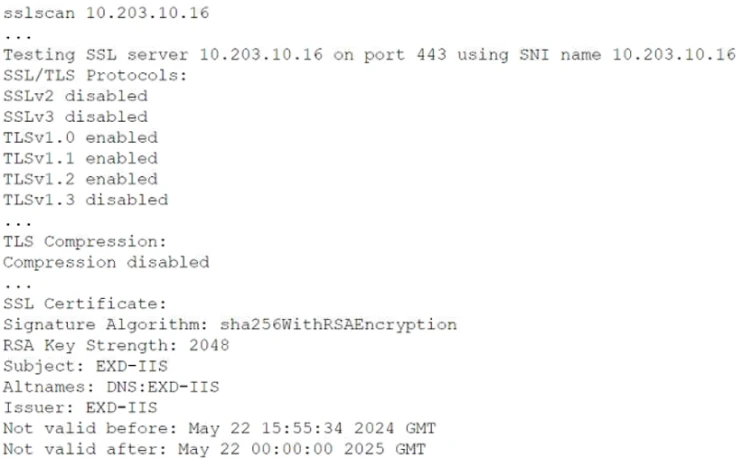 sslscan 10.203.10.16
...
Testing SSL server 10.203.10.16 on port 443 using SNI name 10.203.10.16
SSL/TLS Protocols:
SSLv2 disabled
SSLv3 disabled
TLSv1.0 enabled
TLSv1.1 enabled
TLSv1.2 enabled
TLSv1.3 disabled
...
TLS Compression:
Compression disabled
...
SSL Certificate:
Signature Algorithm: sha256WithRSAEncryption
RSA Key Strength: 2048
Subject: EXD-IIS
Altnames: DNS:EXD-IIS
Issuer: EXD-IIS
Not valid before: May 22 15:55:34 2024 GMT
Not valid after: May 22 00:00:00 2025 GMT